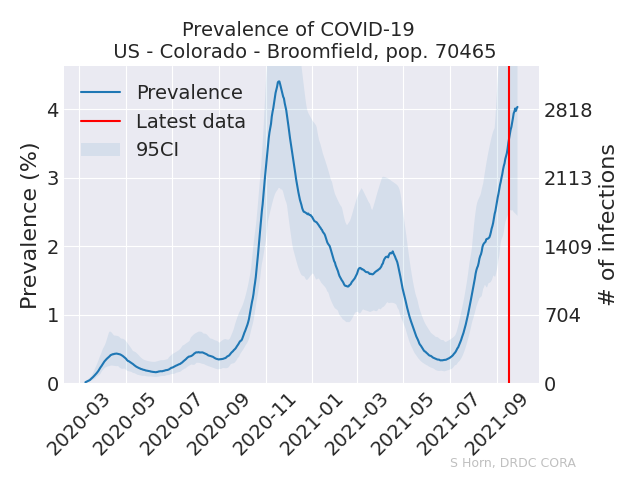 Prevalence of COVID-19
US - Colorado - Broomfield, pop. 70465
Prevalence
Latest data
95CI
Prevalence (%)
4
3
2
1
0
2818
2113
1409
704
0
# of infections
2020-03
2020-05
2020-07
2020-09
2020-11
2021-01
2021-03
2021-05
2021-07
2021-09
S Horn, DRDC CORA